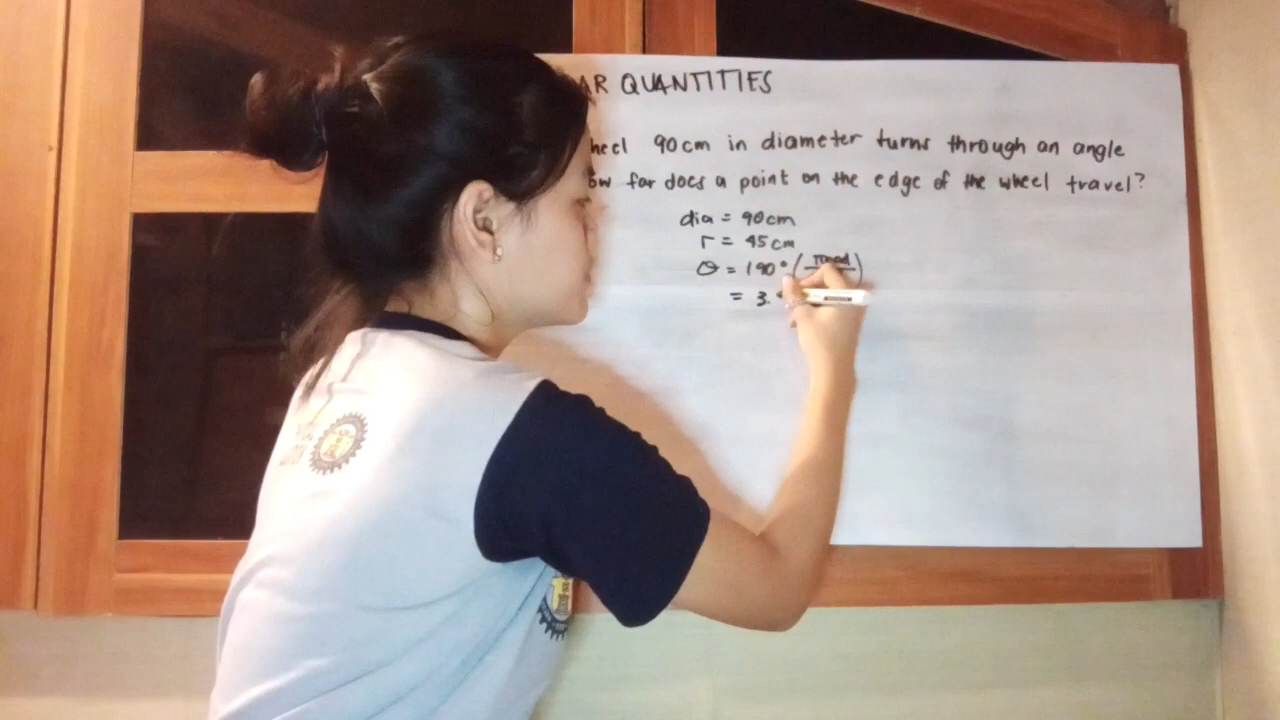 AR QUANTITIES
heel 90cm in diameter turns through an angle
ow far does a point on the edge of the wheel travel?
dia = 90cm
r = 45cm
θ = 190° (
= 3.